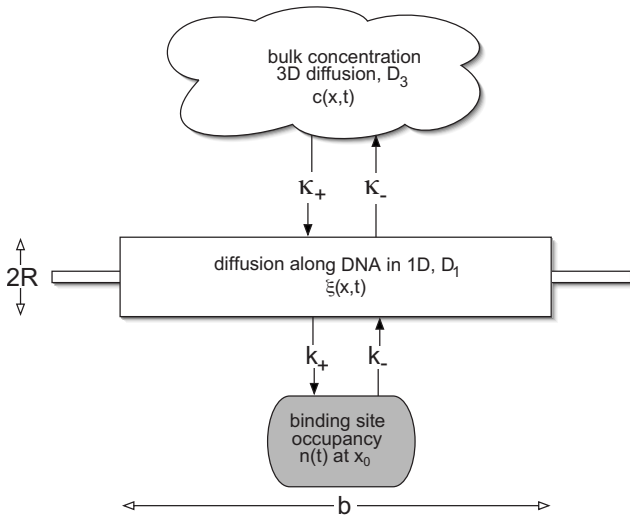 bulk concentration
3D diffusion, D₃
c(x,t)
κ₊ κ₋
2R
diffusion along DNA in 1D, D₁
ξ(x,t)
k₊ k₋
binding site
occupancy
n(t) at x₀
b